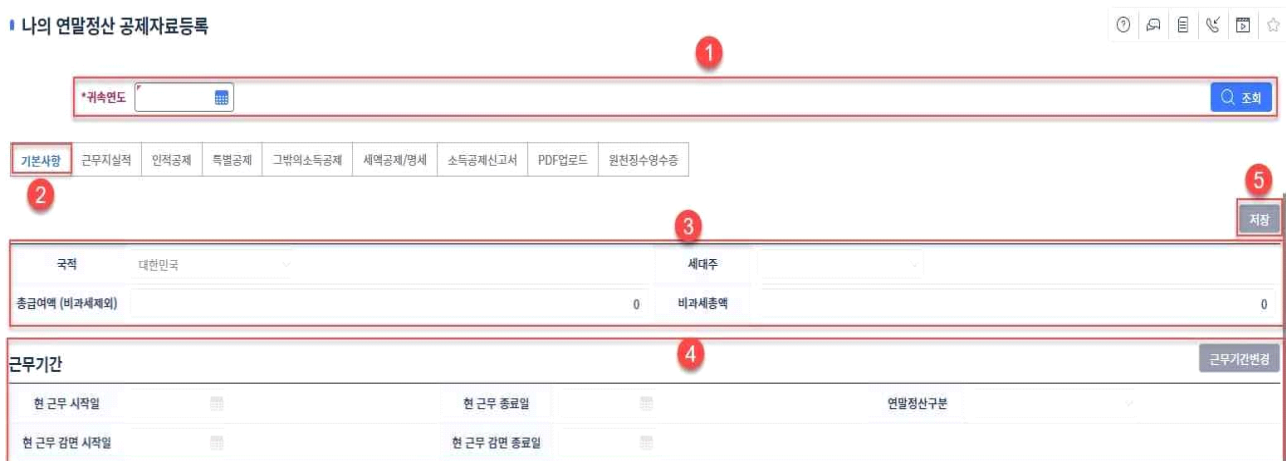 나의 연말정산 공제자료등록
1
*귀속연도
조회
기본사항 근무지실적 인적공제 특별공제 그밖의소득공제 세액공제/명세 소득공제신고서 PDF업로드 원천징수영수증
2
5
저장
3
국적 대한민국 세대주
총급여액 (비과세제외) 0 비과세총액 0
4
근무기간 근무기간변경
현 근무 시작일 현 근무 종료일 연말정산구분
현 근무 감면 시작일 현 근무 감면 종료일